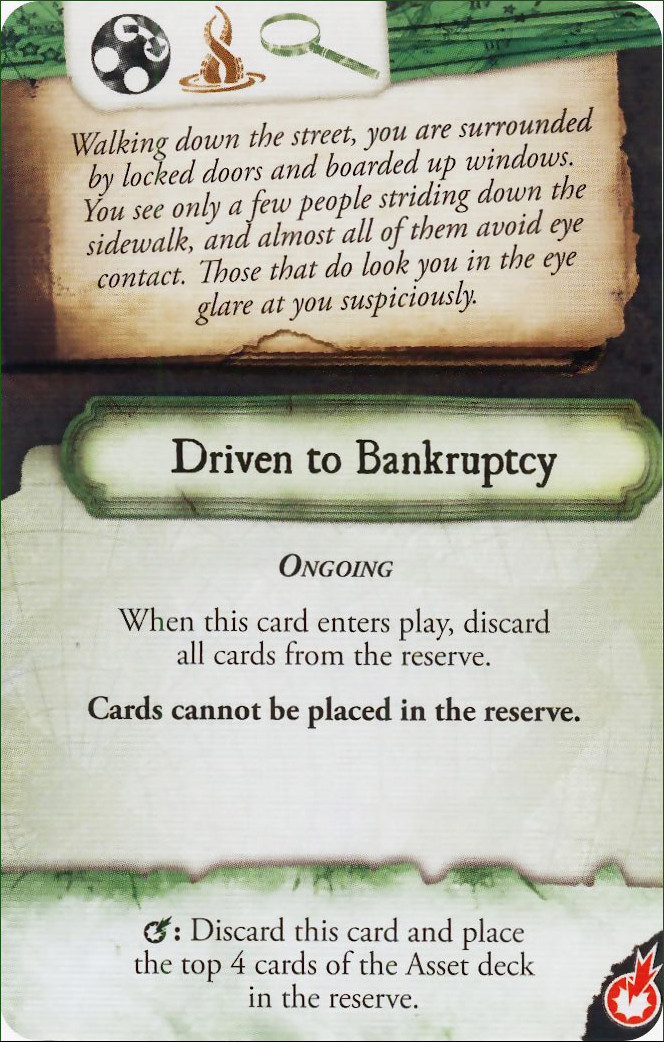 Walking down the street, you are surrounded
by locked doors and boarded up windows.
You see only a few people striding down the
sidewalk, and almost all of them avoid eye
contact. Those that do look you in the eye
glare at you suspiciously.
Driven to Bankruptcy
Ongoing
When this card enters play, discard
all cards from the reserve.
Cards cannot be placed in the reserve.
: Discard this card and place
the top 4 cards of the Asset deck
in the reserve.